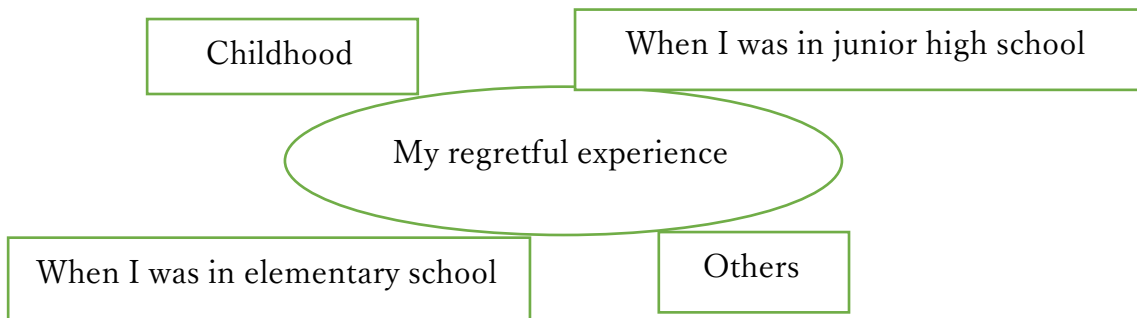 Childhood
When I was in junior high school
My regretful experience
When I was in elementary school
Others